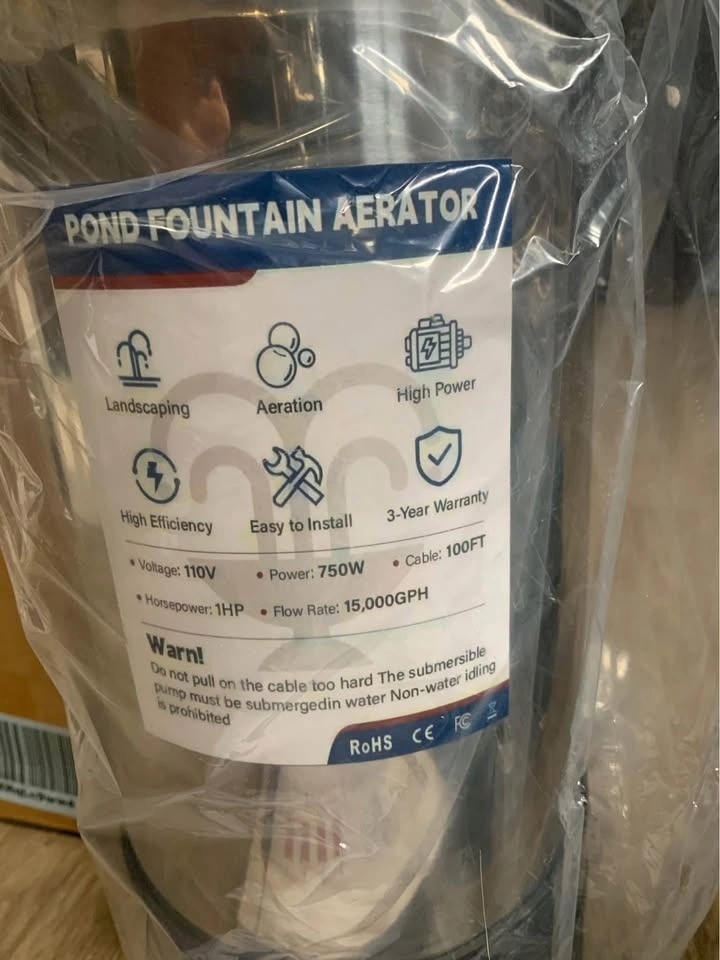 POND FOUNTAIN AERATOR
Landscaping
Aeration
High Power
High Efficiency
Easy to Install
3-Year Warranty
• Voltage: 110V • Power: 750W • Cable: 100FT
• Horsepower: 1HP • Flow Rate: 15,000GPH
Warn!
Do not pull on the cable too hard The submersible
pump must be submergedin water Non-water idling
is prohibited
RoHS CE FC